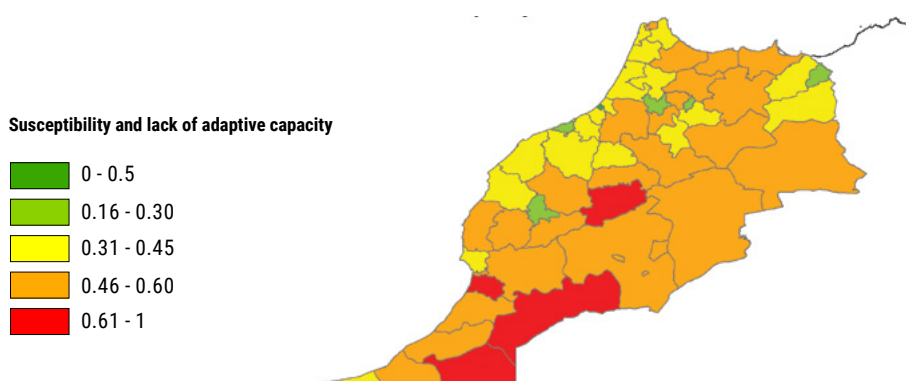 Susceptibility and lack of adaptive capacity
0 - 0.5
0.16 - 0.30
0.31 - 0.45
0.46 - 0.60
0.61 - 1